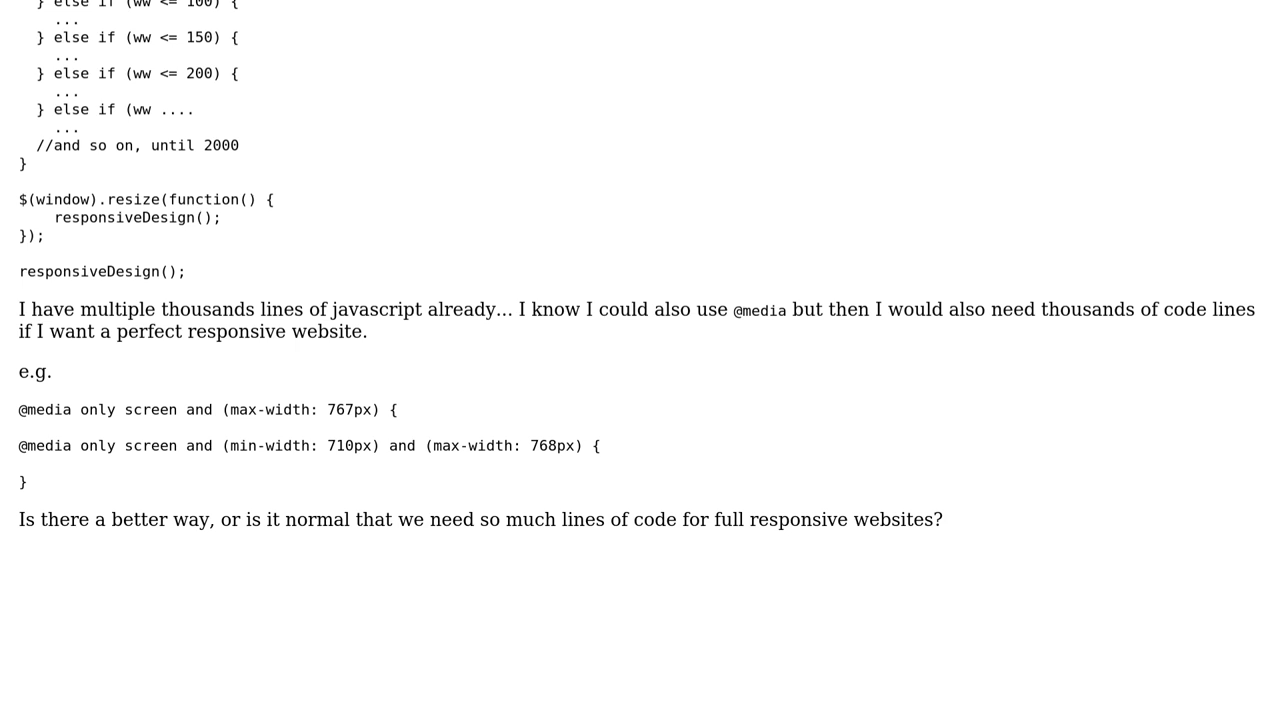 } else if (ww <= 100) {
...
} else if (ww <= 150) {
...
} else if (ww <= 200) {
...
} else if (ww ....
...
//and so on, until 2000
}
$(window).resize(function() {
responsiveDesign();
});
responsiveDesign();
I have multiple thousands lines of javascript already... I know I could also use @media but then I would also need thousands of code lines
if I want a perfect responsive website.
e.g.
@media only screen and (max-width: 767px) {
@media only screen and (min-width: 710px) and (max-width: 768px) {
}
Is there a better way, or is it normal that we need so much lines of code for full responsive websites?